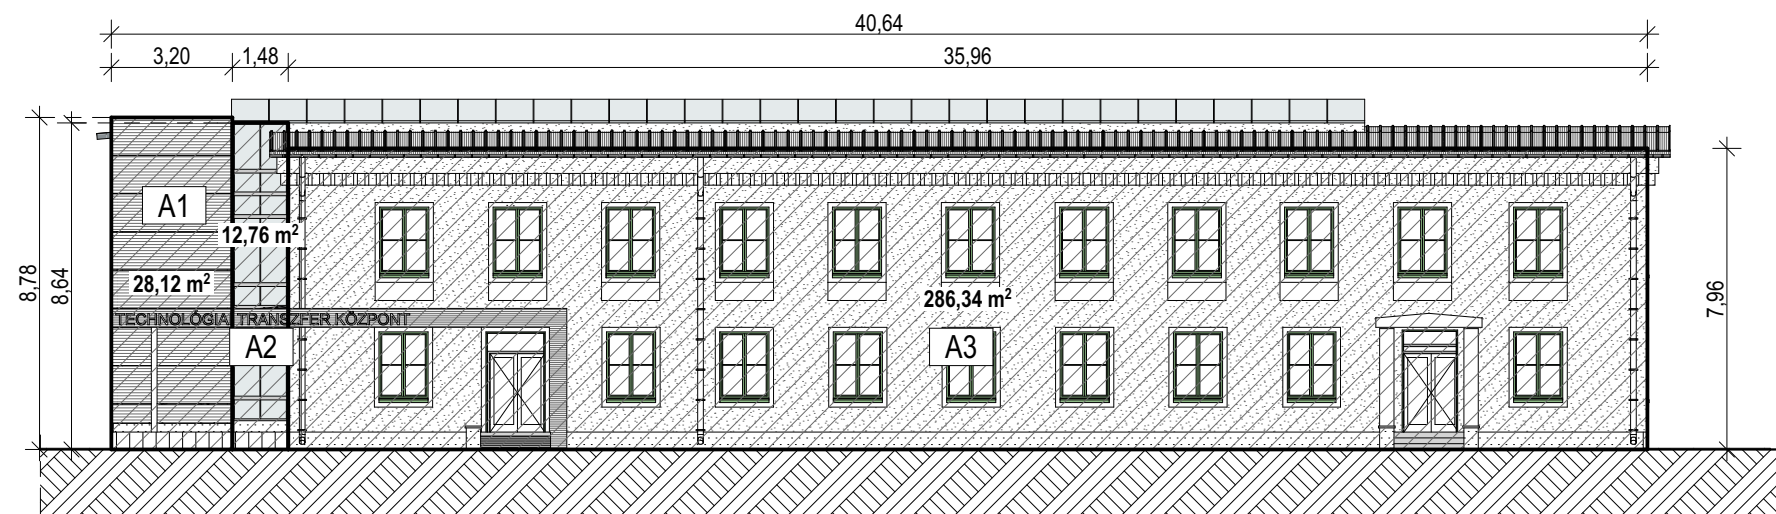 40,64
3,20
1,48
35,96
A1
12,76 m²
28,12 m²
286,34 m²
8,78
8,64
7,96
TECHNOLÓGIAI TRANSZFER KÖZPONT
A2
A3